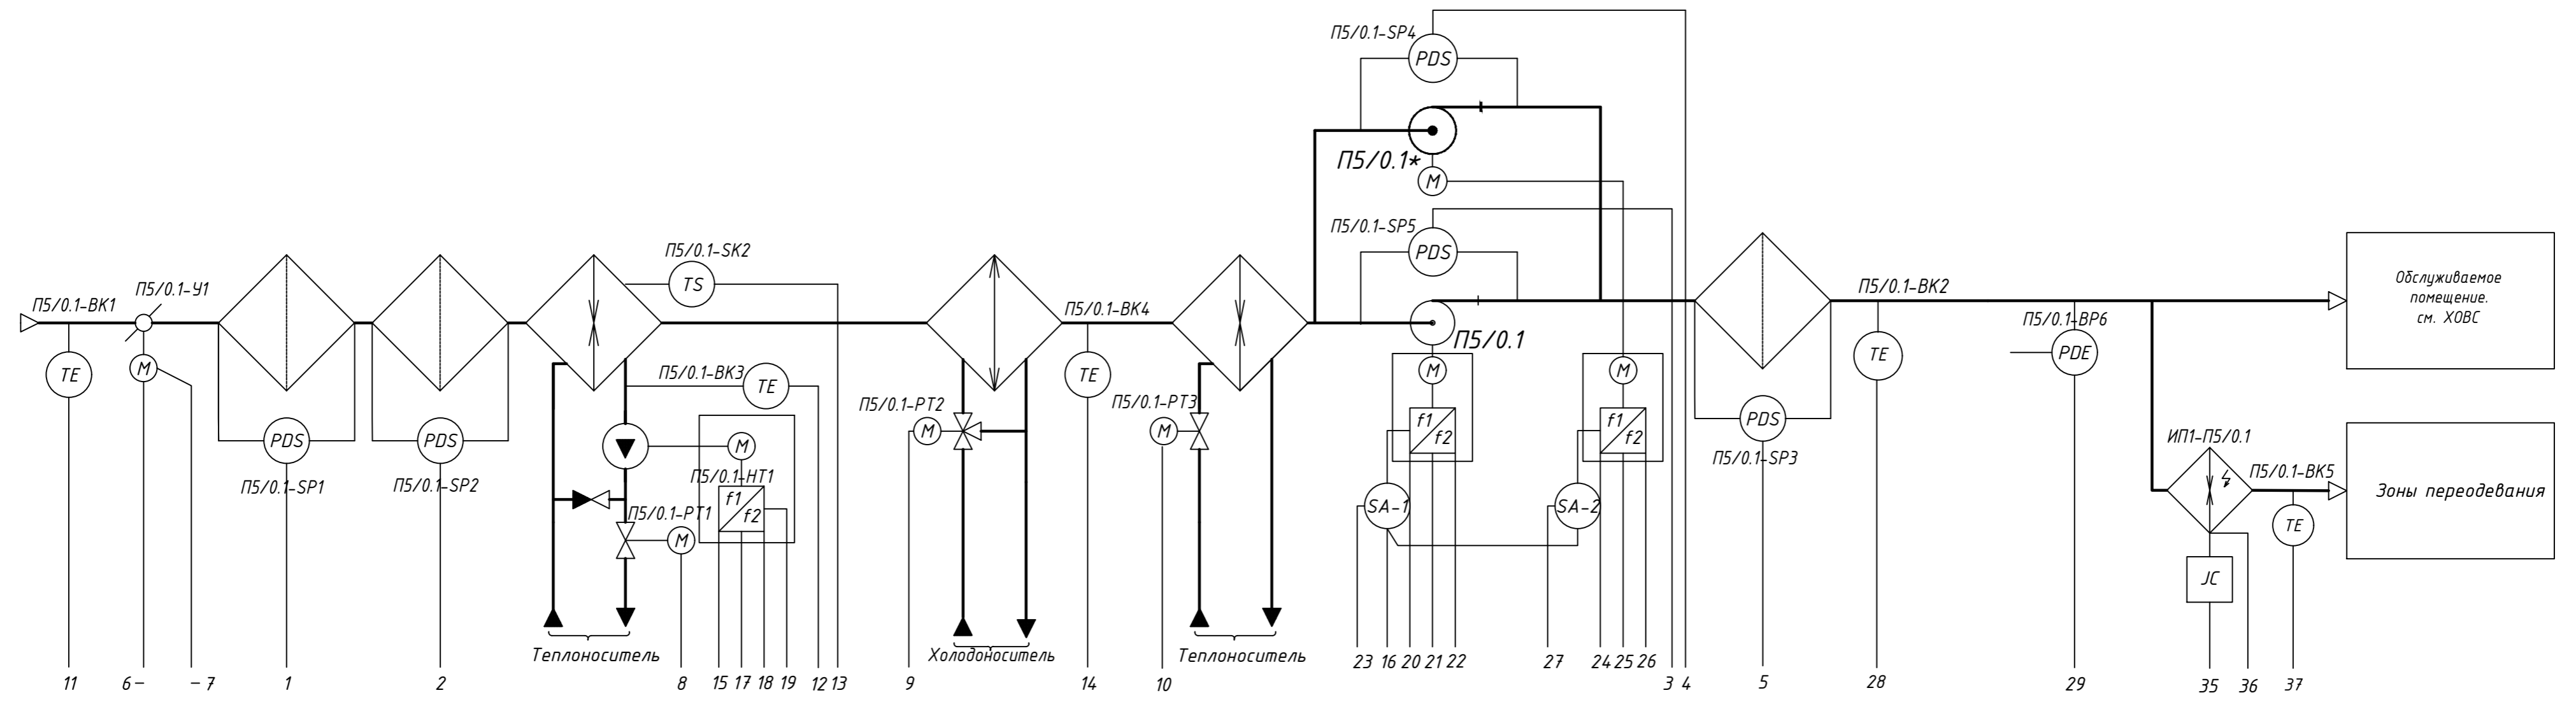 П5/0.1-SP4
PDS
П5/0.1*
M
П5/0.1-SP5
PDS
П5/0.1
П5/0.1-BK1
П5/0.1-У1
TE
M
PDS
П5/0.1-SP1
PDS
П5/0.1-SP2
П5/0.1-SK2
TS
П5/0.1-BK3
TE
M
П5/0.1-HT1
f1
f2
П5/0.1-PT1
M
Теплоноситель
П5/0.1-PT2
M
Холодоноситель
П5/0.1-BK4
TE
П5/0.1-PT3
M
Теплоноситель
M
f1
f2
SA-1
M
f1
f2
SA-2
PDS
П5/0.1-SP3
П5/0.1-BK2
TE
П5/0.1-BP6
PDE
Обслуживаемое
помещение.
см. ХОВС
ИП1-П5/0.1
П5/0.1-BK5
Зоны переодевания
TE
JC
11
6-
-7
1
2
8
15
17
18
19
12
13
9
14
10
23
16
20
21
22
27
24
25
26
3
4
5
28
29
35
36
37